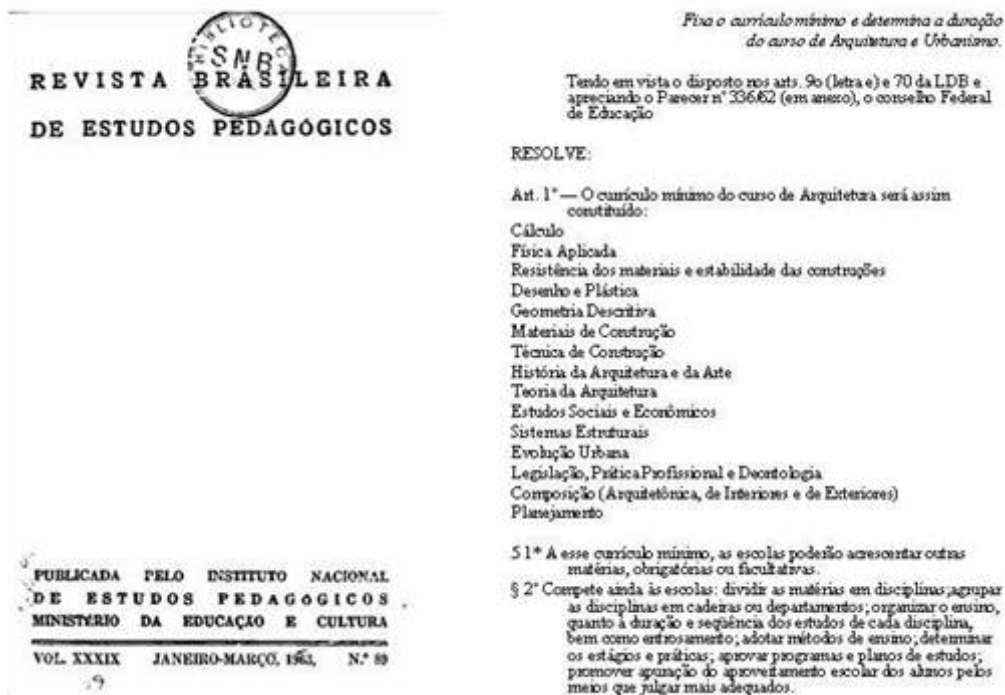 BIBLIOTECA
SNB
REVISTA BRASILEIRA
DE ESTUDOS PEDAGÓGICOS
PUBLICADA PELO INSTITUTO NACIONAL
DE ESTUDOS PEDAGÓGICOS
MINISTÉRIO DA EDUCAÇÃO E CULTURA
VOL. XXXIX JANEIRO-MARÇO, 1963, N.° 89
Fixa o currículo mínimo e determina a duração
do curso de Arquitetura e Urbanismo.
Tendo em vista o disposto nos arts. 9o (letra e) e 70 da LDB e
apreciando o Parecer n° 336/62 (em anexo), o conselho Federal
de Educação
RESOLVE:
Art. 1° — O currículo mínimo do curso de Arquitetura será assim
constituído:
Cálculo
Física Aplicada
Resistência dos materiais e estabilidade das construções
Desenho e Plástica
Geometria Descritiva
Materiais de Construção
Técnica de Construção
História da Arquitetura e da Arte
Teoria da Arquitetura
Estudos Sociais e Econômicos
Sistemas Estruturais
Evolução Urbana
Legislação, Prática Profissional e Deontologia
Composição (Arquitetônica, de Interiores e de Exteriores)
Planejamento
5 1* A esse currículo mínimo, as escolas poderão acrescentar outras
matérias, obrigatórias ou facultativas.
§ 2° Compete ainda às escolas: dividir as matérias em disciplinas; agrupar
as disciplinas em cadeiras ou departamentos; organizar o ensino,
quanto à duração e seqüência dos estudos de cada disciplina,
bem como entrosamento; adotar métodos de ensino; determinar
os estágios e práticas; aprovar programas e planos de estudos;
promover apuração do aproveitamento escolar dos alunos pelos
meios que julgar mais adequados.